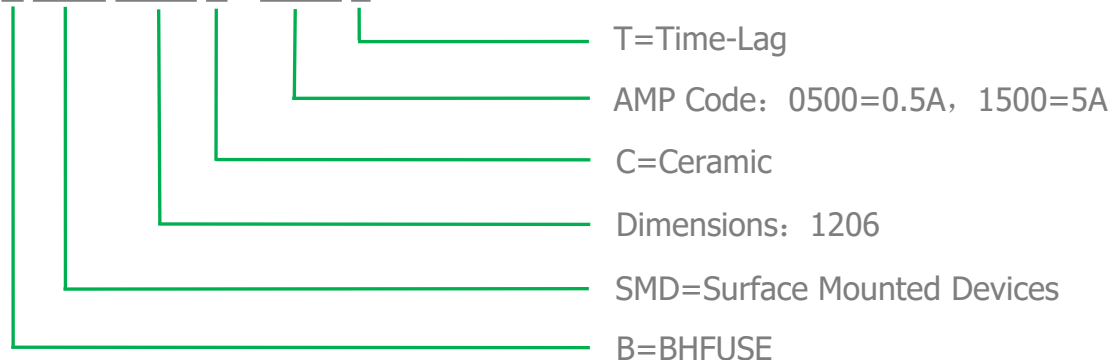 T=Time-Lag
AMP Code：0500=0.5A，1500=5A
C=Ceramic
Dimensions：1206
SMD=Surface Mounted Devices
B=BHFUSE